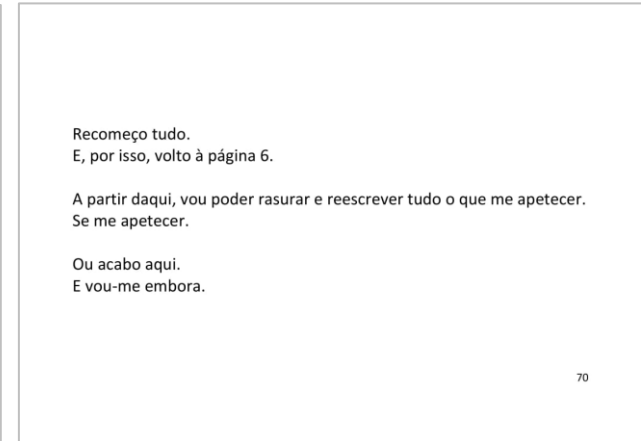 Recomeço tudo.
E, por isso, volto à página 6.
A partir daqui, vou poder rasurar e reescrever tudo o que me apetecer.
Se me apetecer.
Ou acabo aqui.
E vou-me embora.
70